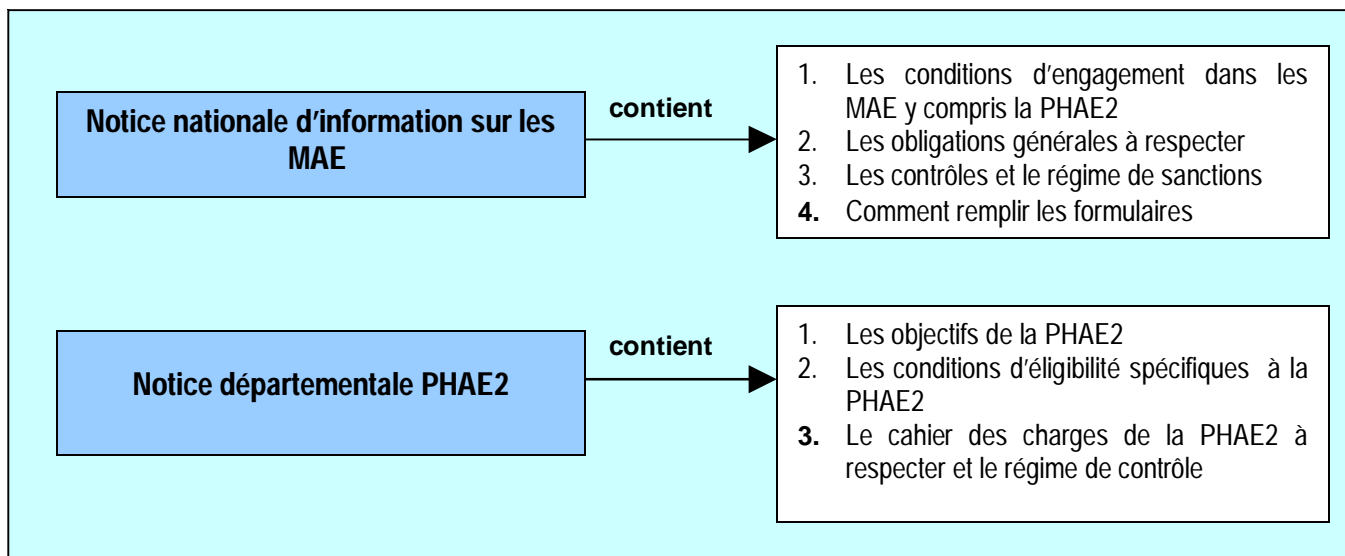 Notice nationale d'information sur les
MAE
contient
1. Les conditions d'engagement dans les
MAE y compris la PHAE2
2. Les obligations générales à respecter
3. Les contrôles et le régime de sanctions
4. Comment remplir les formulaires
Notice départementale PHAE2
contient
1. Les objectifs de la PHAE2
2. Les conditions d'éligibilité spécifiques à la
PHAE2
3. Le cahier des charges de la PHAE2 à
respecter et le régime de contrôle